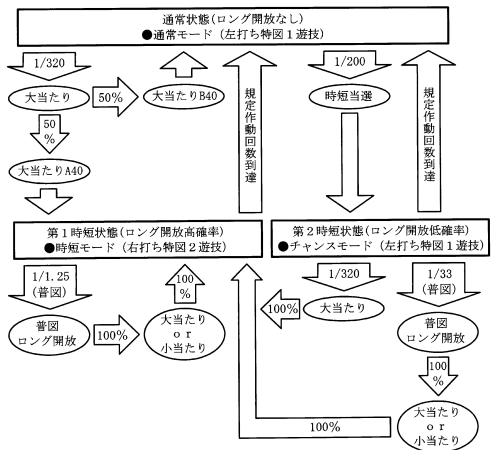 通常状態(ロング開放なし)
●通常モード(左打ち特図1遊技)
1/320
1/200
大当たり
50%
大当たりB40
時短当選
規定作動回数到達
規定作動回数到達
50
%
大当たりA40
第1時短状態(ロング開放高確率)
●時短モード(右打ち特図2遊技)
第2時短状態(ロング開放低確率)
●チャンスモード(左打ち特図1遊技)
1/1.25
(普図)
100
%
1/320
1/33
(普図)
普図
ロング開放
100%
大当たり
or
小当たり
100%
大当たり
普図
ロング開放
100
%
100%
大当たり
or
小当たり